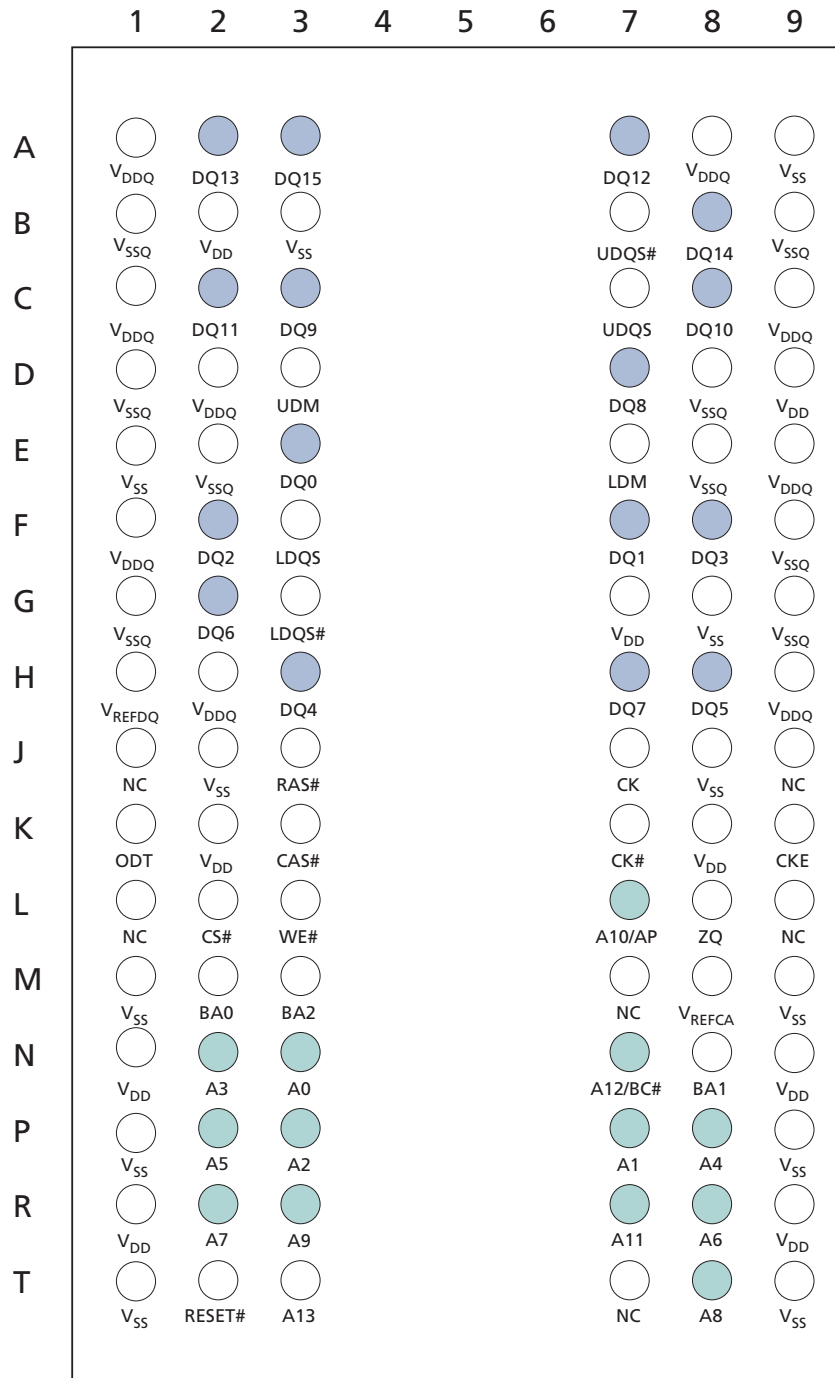 1 2 3 4 5 6 7 8 9
A
VDDQ DQ13 DQ15 DQ12 VDDQ VSS
B
VSSQ VDD VSS UDQS# DQ14 VSSQ
C
VDDQ DQ11 DQ9 UDQS DQ10 VDDQ
D
VSSQ VDDQ UDM DQ8 VSSQ VDD
E
VSS VSSQ DQ0 LDM VSSQ VDDQ
F
VDDQ DQ2 LDQS DQ1 DQ3 VSSQ
G
VSSQ DQ6 LDQS# VDD VSS VSSQ
H
VREFDQ VDDQ DQ4 DQ7 DQ5 VDDQ
J
NC VSS RAS# CK VSS NC
K
ODT VDD CAS# CK# VDD CKE
L
NC CS# WE# A10/AP ZQ NC
M
VSS BA0 BA2 NC VREFCA VSS
N
VDD A3 A0 A12/BC# BA1 VDD
P
VSS A5 A2 A1 A4 VSS
R
VDD A7 A9 A11 A6 VDD
T
VSS RESET# A13 NC A8 VSS